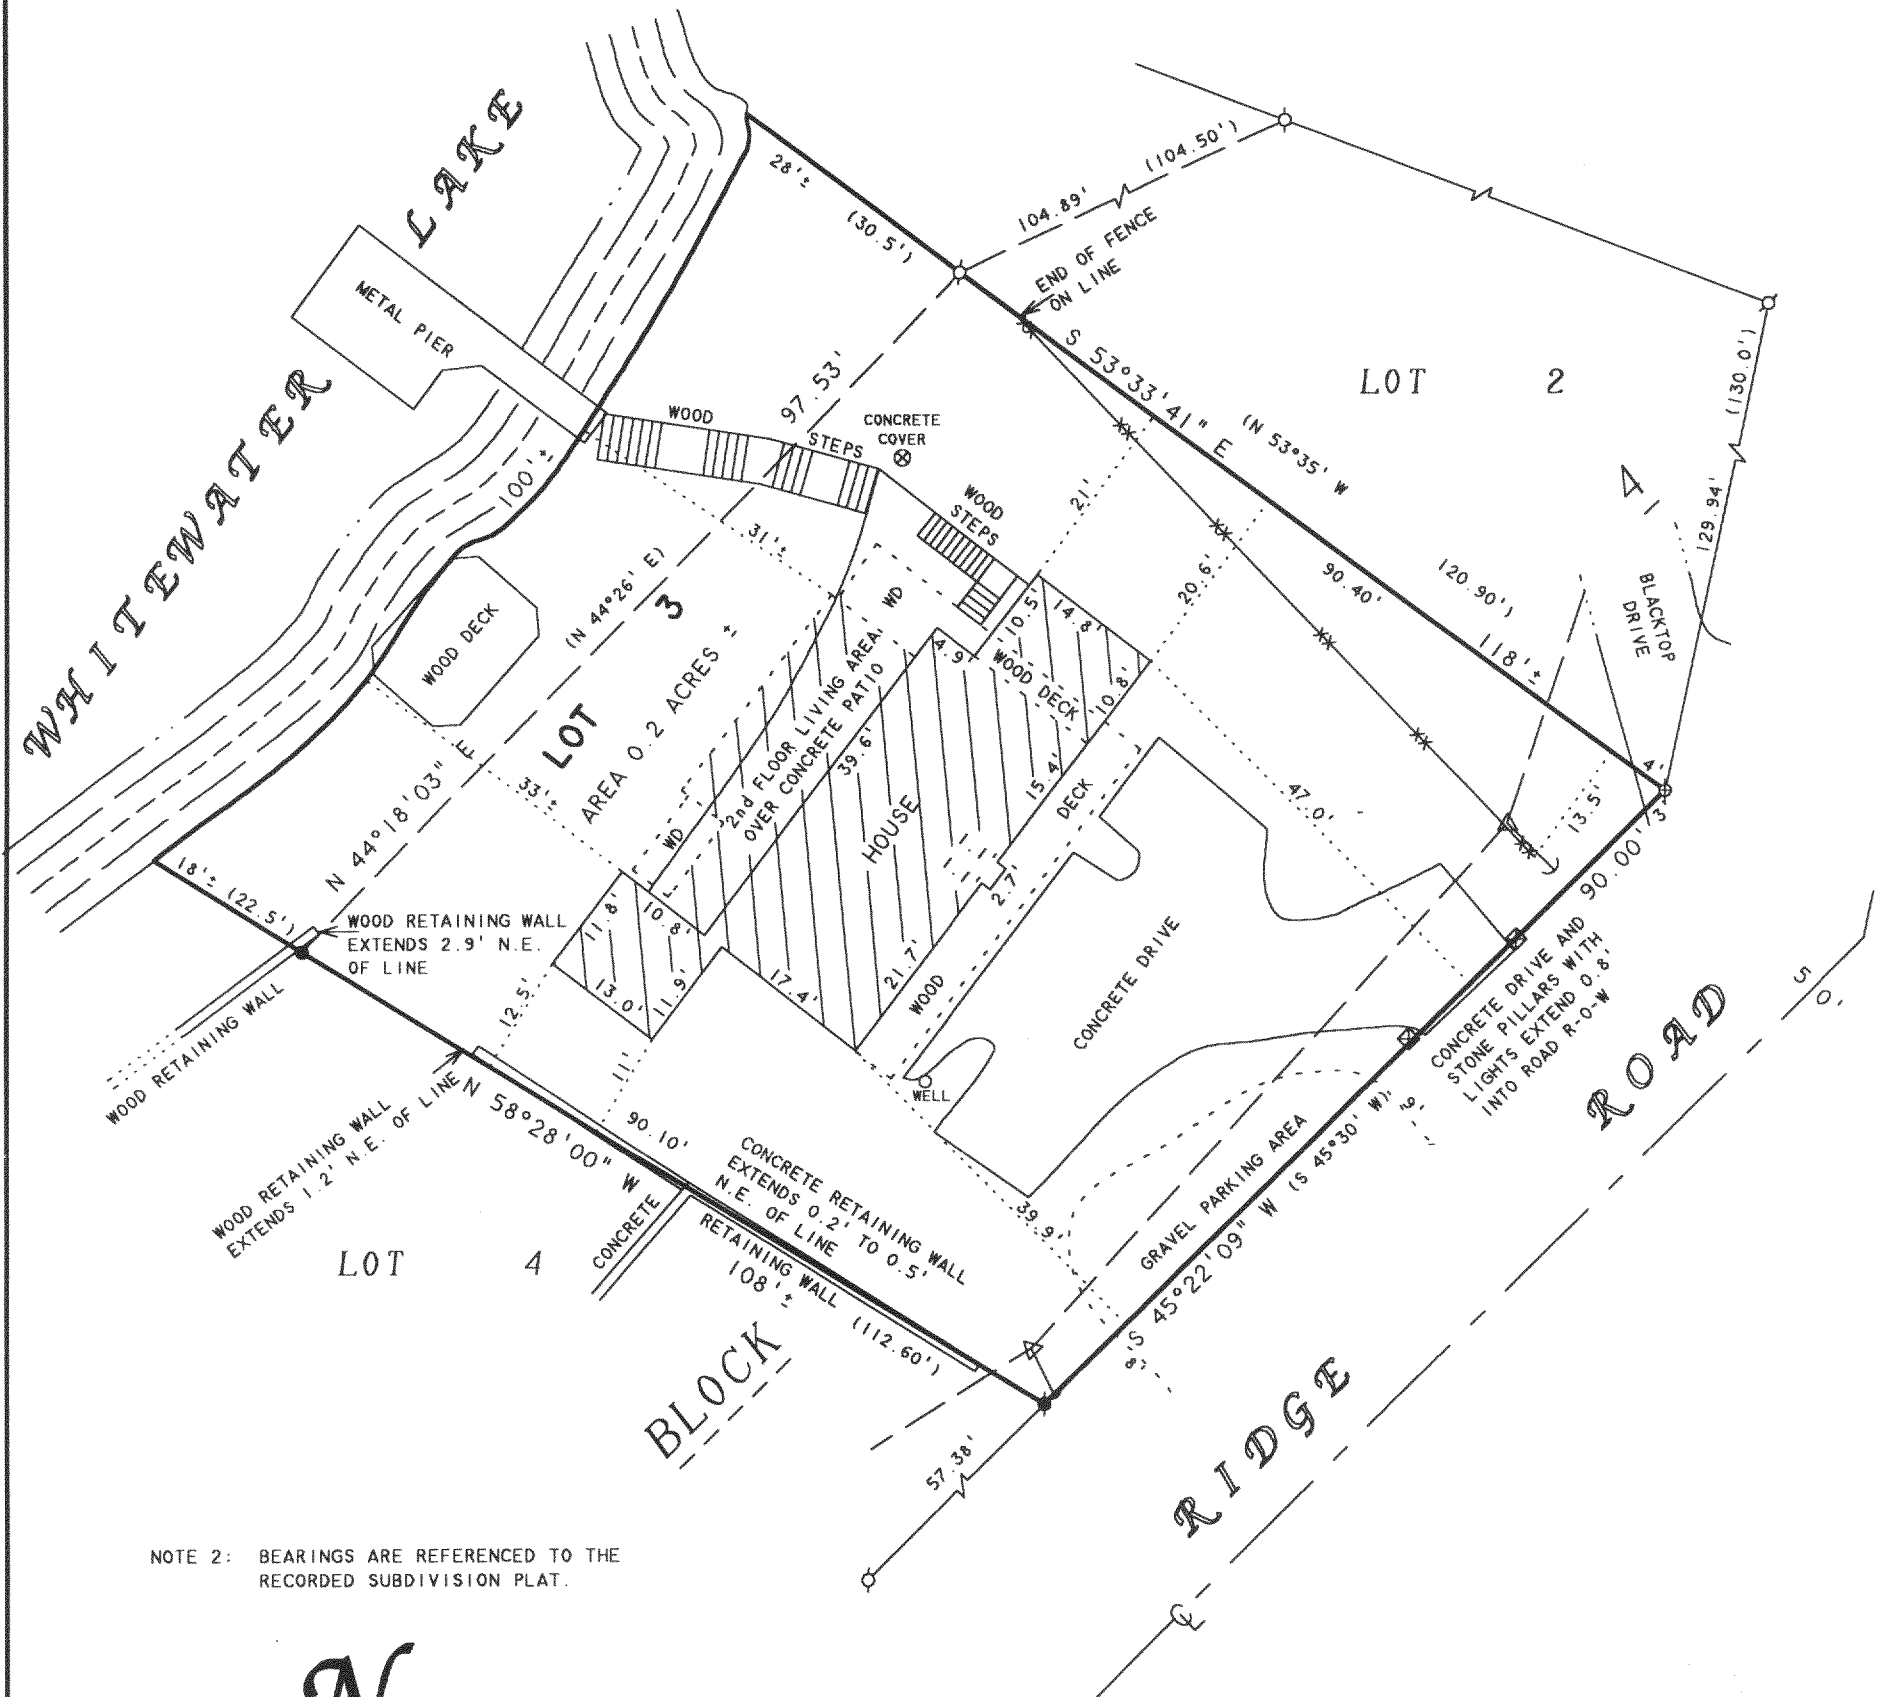 WHITEWATER LAKE
METAL PIER
28'±
(30.5')
104.89'
(104.50')
END OF FENCE
ON LINE
S 53°33'41" E
(N 53°35' W
90.40'
120.90')
118'±
LOT 2
(130.0')
129.94'
4
BLACKTOP
DRIVE
97.53'
WOOD
STEPS
CONCRETE
COVER
WOOD
STEPS
100'±
31'±
21'
20.6'
WOOD DECK
(N 44°26' E)
N 44°18'03" E
LOT 3
AREA 0.2 ACRES ±
33'±
WD
WD
2nd FLOOR LIVING AREA,
OVER CONCRETE PATIO
10.5'
14.8'
4.9'
WOOD DECK
10.8'
39.6'
15.4'
HOUSE
DECK
2.7'
21.7'
WOOD
17.4'
11.8'
10.8'
13.0'
11.9'
12.5'
11'
47.0'
4'
13.5'
3'
90.00'
CONCRETE DRIVE
WELL
39.9'
18'± (22.5')
WOOD RETAINING WALL
EXTENDS 2.9' N.E.
OF LINE
WOOD RETAINING WALL
WOOD RETAINING WALL
EXTENDS 1.2' N.E. OF LINE
N 58°28'00" W
90.10'
CONCRETE RETAINING WALL
EXTENDS 0.2' TO 0.5'
N.E. OF LINE
CONCRETE
RETAINING WALL
108'±
(112.60')
LOT 4
BLOCK
GRAVEL PARKING AREA
S 45°22'09" W (S 45°30' W)
9'
8'
CONCRETE DRIVE AND
STONE PILLARS WITH
LIGHTS EXTEND 0.8'
INTO ROAD R-O-W
50'
RIDGE ROAD
57.38'
NOTE 2: BEARINGS ARE REFERENCED TO THE
RECORDED SUBDIVISION PLAT.
N